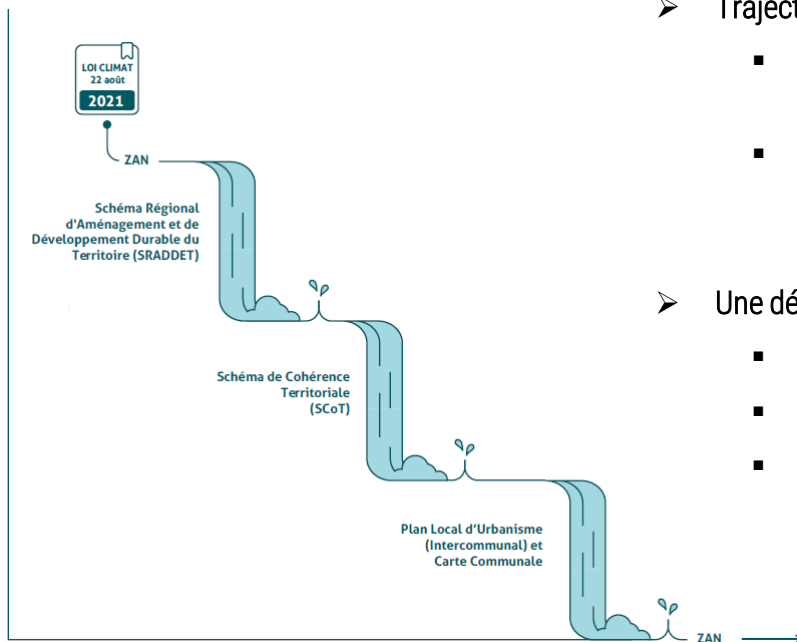 ➢ Traject
LOI CLIMAT
22 août
2021
ZAN
Schéma Régional
d'Aménagement et de
Développement Durable du
Territoire (SRADDET)
➢ Une dé
Schéma de Cohérence
Territoriale
(SCoT)
Plan Local d'Urbanisme
(Intercommunal) et
Carte Communale
ZAN